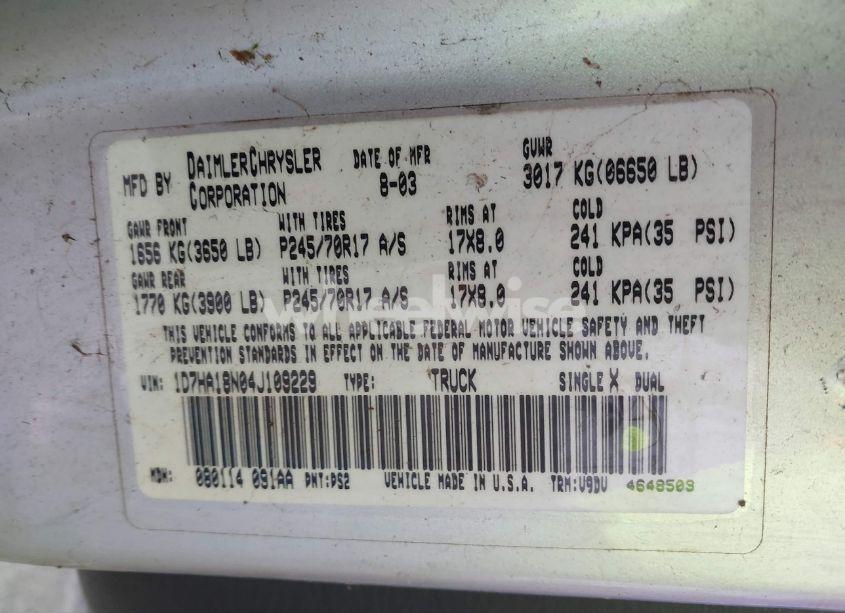 MFD BY DAIMLERCHRYSLER CORPORATION DATE OF MFR 8-03 GVWR 3017 KG(06650 LB)
GAWR FRONT WITH TIRES RIMS AT COLD
1656 KG(3650 LB) P245/70R17 A/S 17X8.0 241 KPA(35 PSI)
GAWR REAR WITH TIRES RIMS AT COLD
1770 KG(3900 LB) P245/70R17 A/S 17X8.0 241 KPA(35 PSI)
THIS VEHICLE CONFORMS TO ALL APPLICABLE FEDERAL MOTOR VEHICLE SAFETY AND THEFT
PREVENTION STANDARDS IN EFFECT ON THE DATE OF MANUFACTURE SHOWN ABOVE.
VIN: 1D7HA18N04J109229 TYPE: TRUCK SINGLE X DUAL
MDH: 080114 091AA PNT:PS2 VEHICLE MADE IN U.S.A. TRM:V9DV 4648509